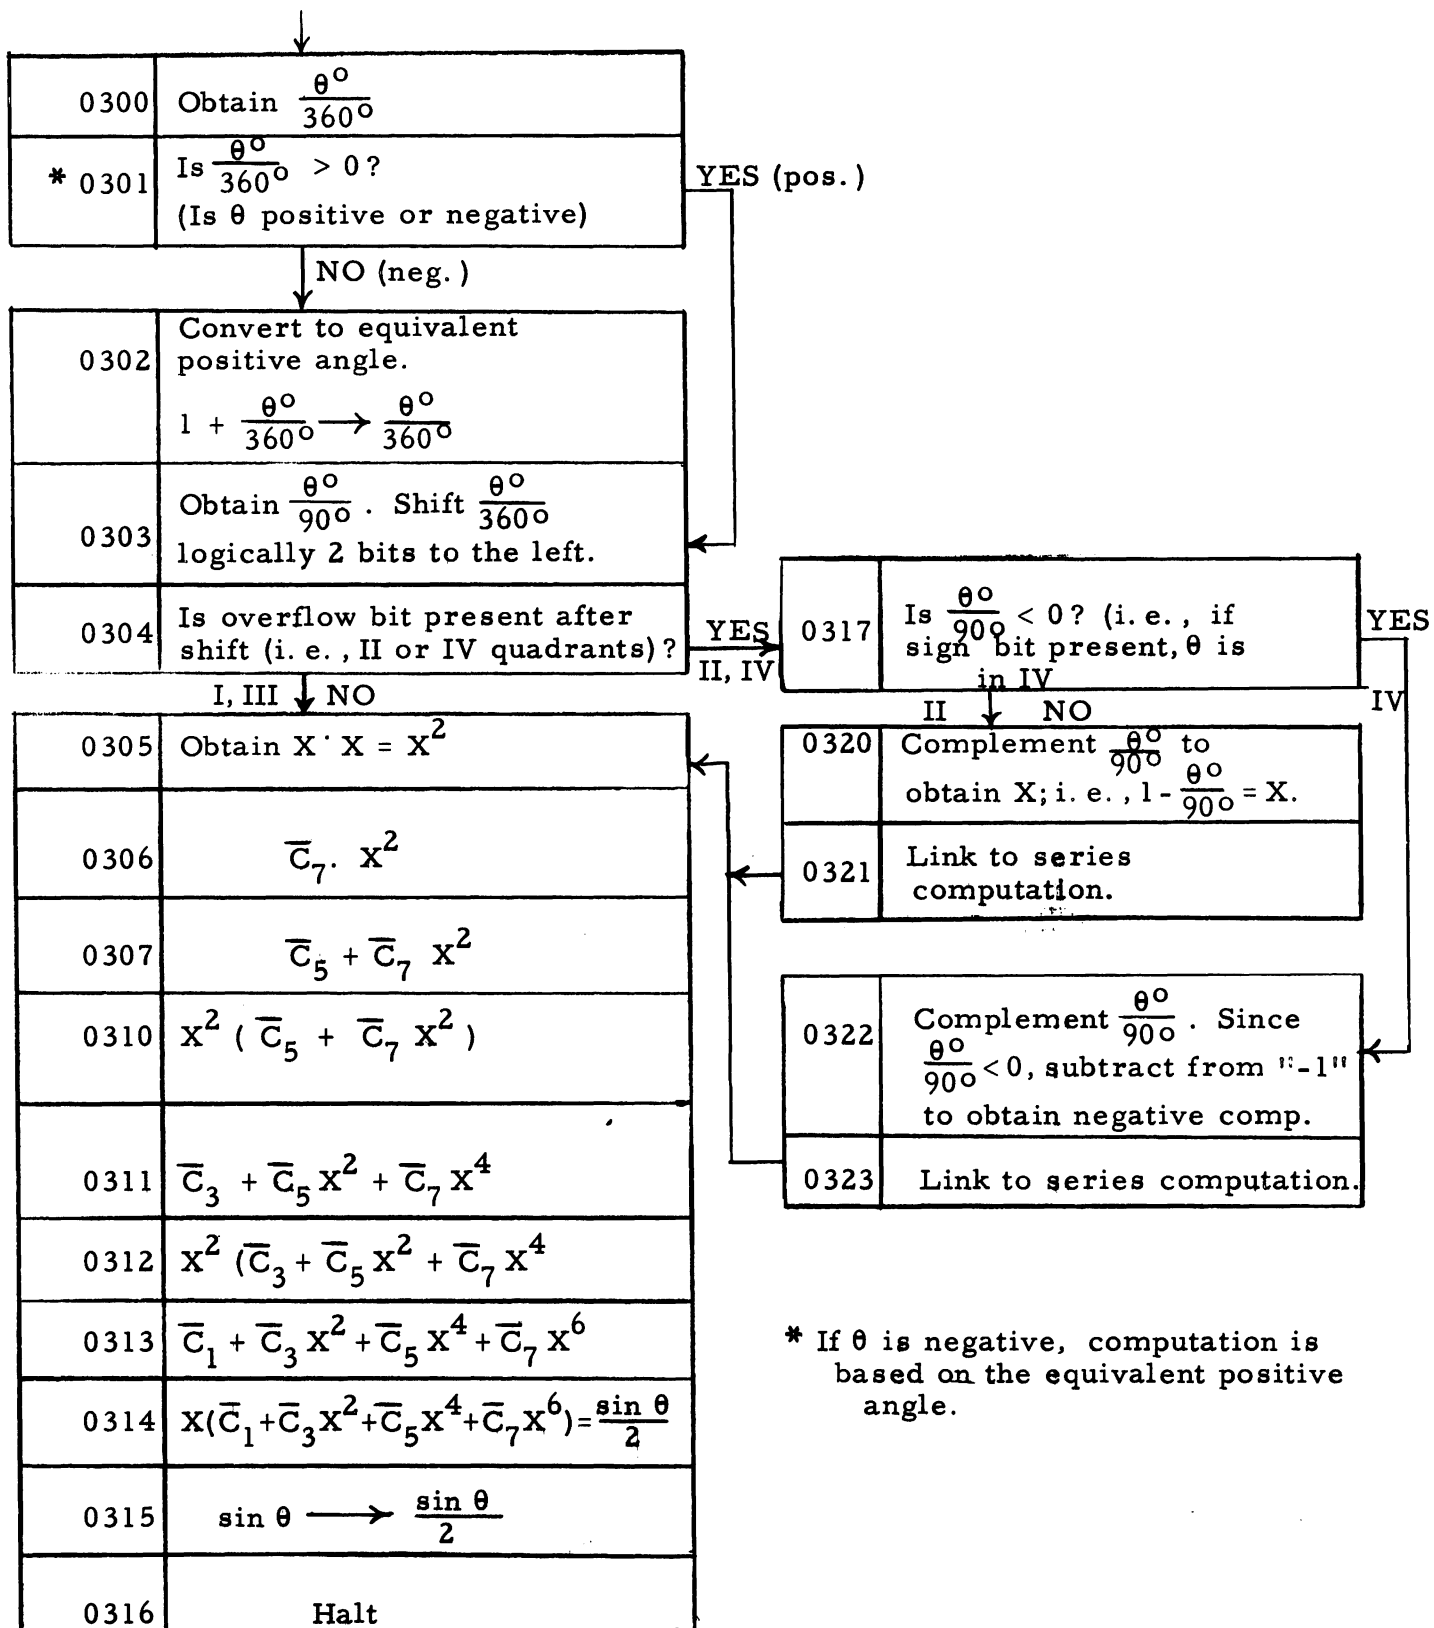 0300 Obtain θ°/360°
* 0301 Is θ°/360° > 0?
(Is θ positive or negative)
YES (pos.)
NO (neg.)
0302 Convert to equivalent
positive angle.
1 + θ°/360° → θ°/360°
0303 Obtain θ°/90°. Shift θ°/360°
logically 2 bits to the left.
0304 Is overflow bit present after
shift (i.e., II or IV quadrants)?
YES
II, IV
I, III NO
0305 Obtain X · X = X²
0306 C̅₇. X²
0307 C̅₅ + C̅₇ X²
0310 X² ( C̅₅ + C̅₇ X² )
0311 C̅₃ + C̅₅ X² + C̅₇ X⁴
0312 X² (C̅₃ + C̅₅ X² + C̅₇ X⁴
0313 C̅₁ + C̅₃ X² + C̅₅ X⁴ + C̅₇ X⁶
0314 X(C̅₁+C̅₃X²+C̅₅X⁴+C̅₇X⁶)=sin θ/2
0315 sin θ → sin θ/2
0316 Halt
0317 Is θ°/90° < 0? (i.e., if
sign bit present, θ is
in IV
YES
IV
II NO
0320 Complement θ°/90° to
obtain X; i.e., 1 - θ°/90° = X.
0321 Link to series
computation.
0322 Complement θ°/90°. Since
θ°/90° < 0, subtract from "-1"
to obtain negative comp.
0323 Link to series computation.
* If θ is negative, computation is
based on the equivalent positive
angle.